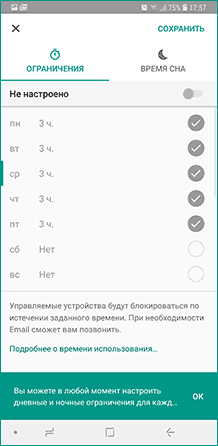 75% 17:57
СОХРАНИТЬ
ОГРАНИЧЕНИЯ
ВРЕМЯ СНА
Не настроено
пн 3 ч.
вт 3 ч.
ср 3 ч.
чт 3 ч.
пт 3 ч.
сб Нет
вс Нет
Управляемые устройства будут блокироваться по
истечении заданного времени. При необходимости
Email сможет вам позвонить.
Подробнее о времени использования...
Вы можете в любой момент настроить
дневные и ночные ограничения для кажд... ОК